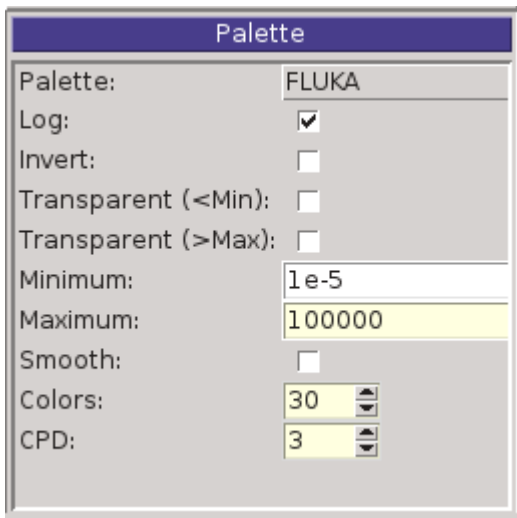 Palette
Palette: FLUKA
Log:
Invert:
Transparent (<Min):
Transparent (>Max):
Minimum: 1e-5
Maximum: 100000
Smooth:
Colors: 30
CPD: 3